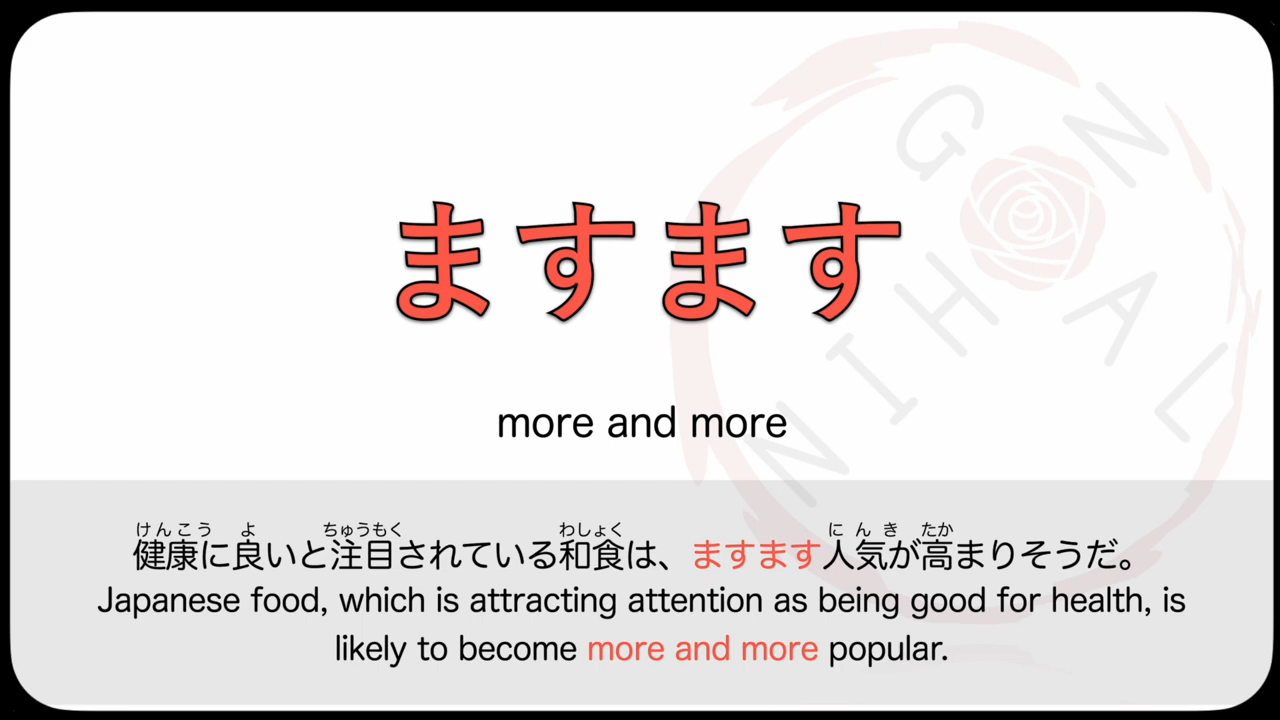 ますます
more and more
けんこう よ ちゅうもく わしょく にんき たか
健康に良いと注目されている和食は、ますます人気が高まりそうだ。
Japanese food, which is attracting attention as being good for health, is
likely to become more and more popular.
NIHON
GO
NAL